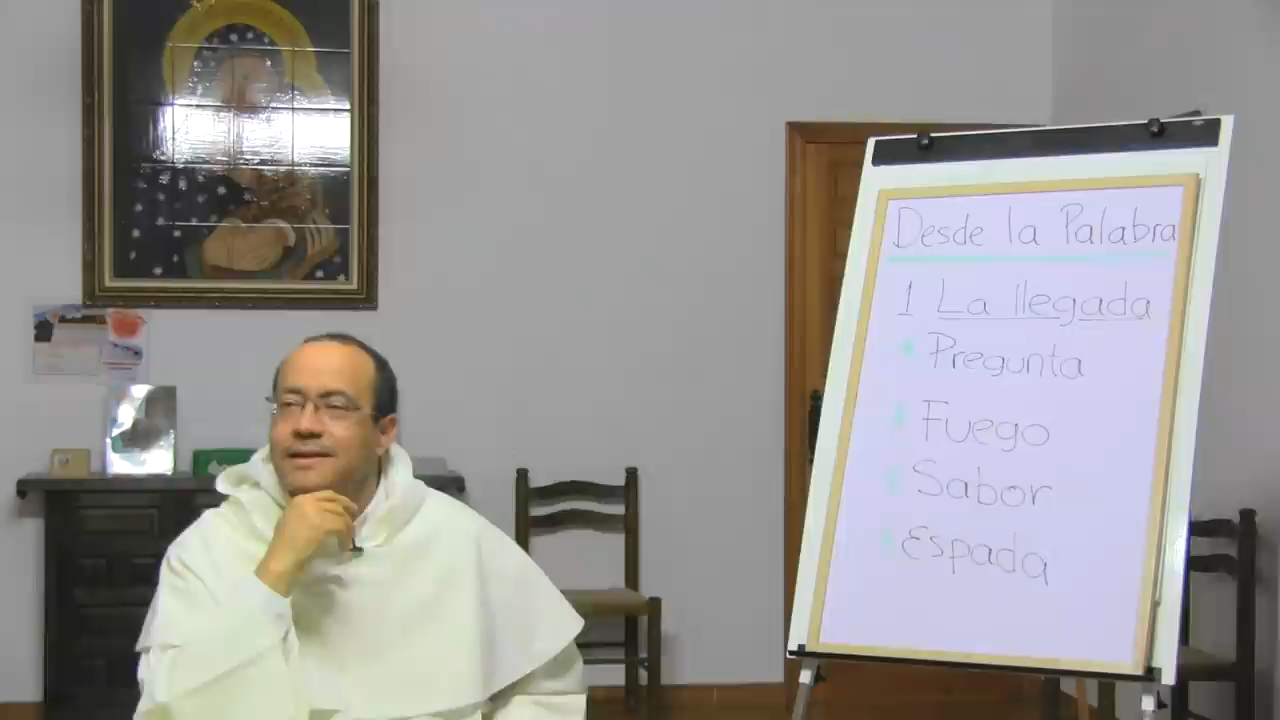 Desde la Palabra
1 La llegada
Pregunta
Fuego
Sabor
Espada